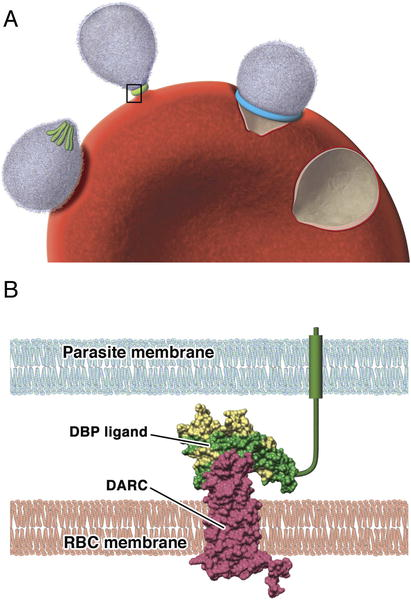 A
B
Parasite membrane
DBP ligand
DARC
RBC membrane